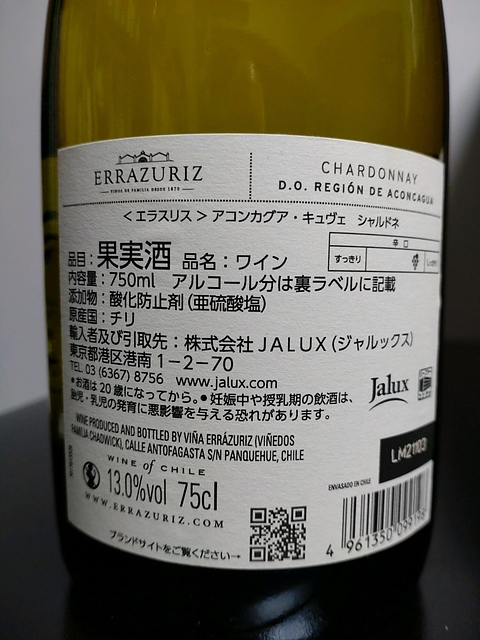 ERRAZURIZ
VINOS DE FAMILIA DESDE 1870
CHARDONNAY
D.O. REGIÓN DE ACONCAGUA
＜エラスリス＞アコンカグア・キュヴェ シャルドネ
辛口
すっきり
品目：果実酒 品名：ワイン
内容量：750ml アルコール分は裏ラベルに記載
添加物：酸化防止剤（亜硫酸塩）
原産国：チリ
輸入者及び引取先：株式会社JALUX（ジャルックス）
東京都港区港南1－2－70
TEL. 03 (6367) 8756 www.jalux.com
●お酒は20歳になってから。●妊娠中や授乳期の飲酒は、
胎児・乳児の発育に悪影響を与える恐れがあります。
Jalux
WINE PRODUCED AND BOTTLED BY VIÑA ERRÁZURIZ (VIÑEDOS
FAMILIA CHADWICK), CALLE ANTOFAGASTA S/N PANQUEHUE, CHILE
WINE of CHILE
13.0%vol 75cl
WWW.ERRAZURIZ.COM
LM21103
ENVASADO EN CHILE
ブランドサイトをご覧ください→
4 961350 099